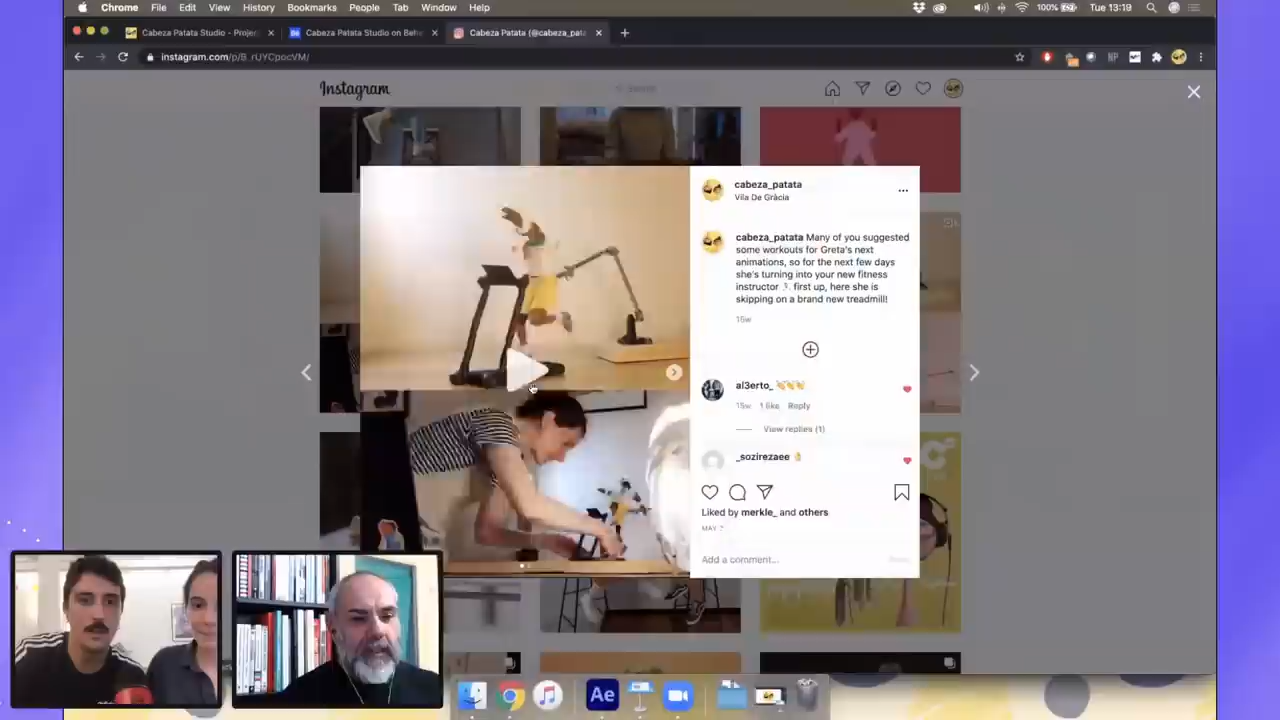 Chrome File Edit View History Bookmarks People Tab Window Help
100% Tue 13:19
Cabeza Patata Studio - Projec
Cabeza Patata Studio on Beh
Cabeza Patata (@cabeza_pata
instagram.com/p/B_rUYCpocVM/
Instagram
Search
cabeza_patata
Vila De Gràcia
cabeza_patata Many of you suggested
some workouts for Greta's next
animations, so for the next few days
she's turning into your new fitness
instructor first up, here she is
skipping on a brand new treadmill!
15w
al3erto_
15w 1 like Reply
View replies (1)
_sozirezaee
Liked by merkle_ and others
MAY 7
Add a comment...
Ae